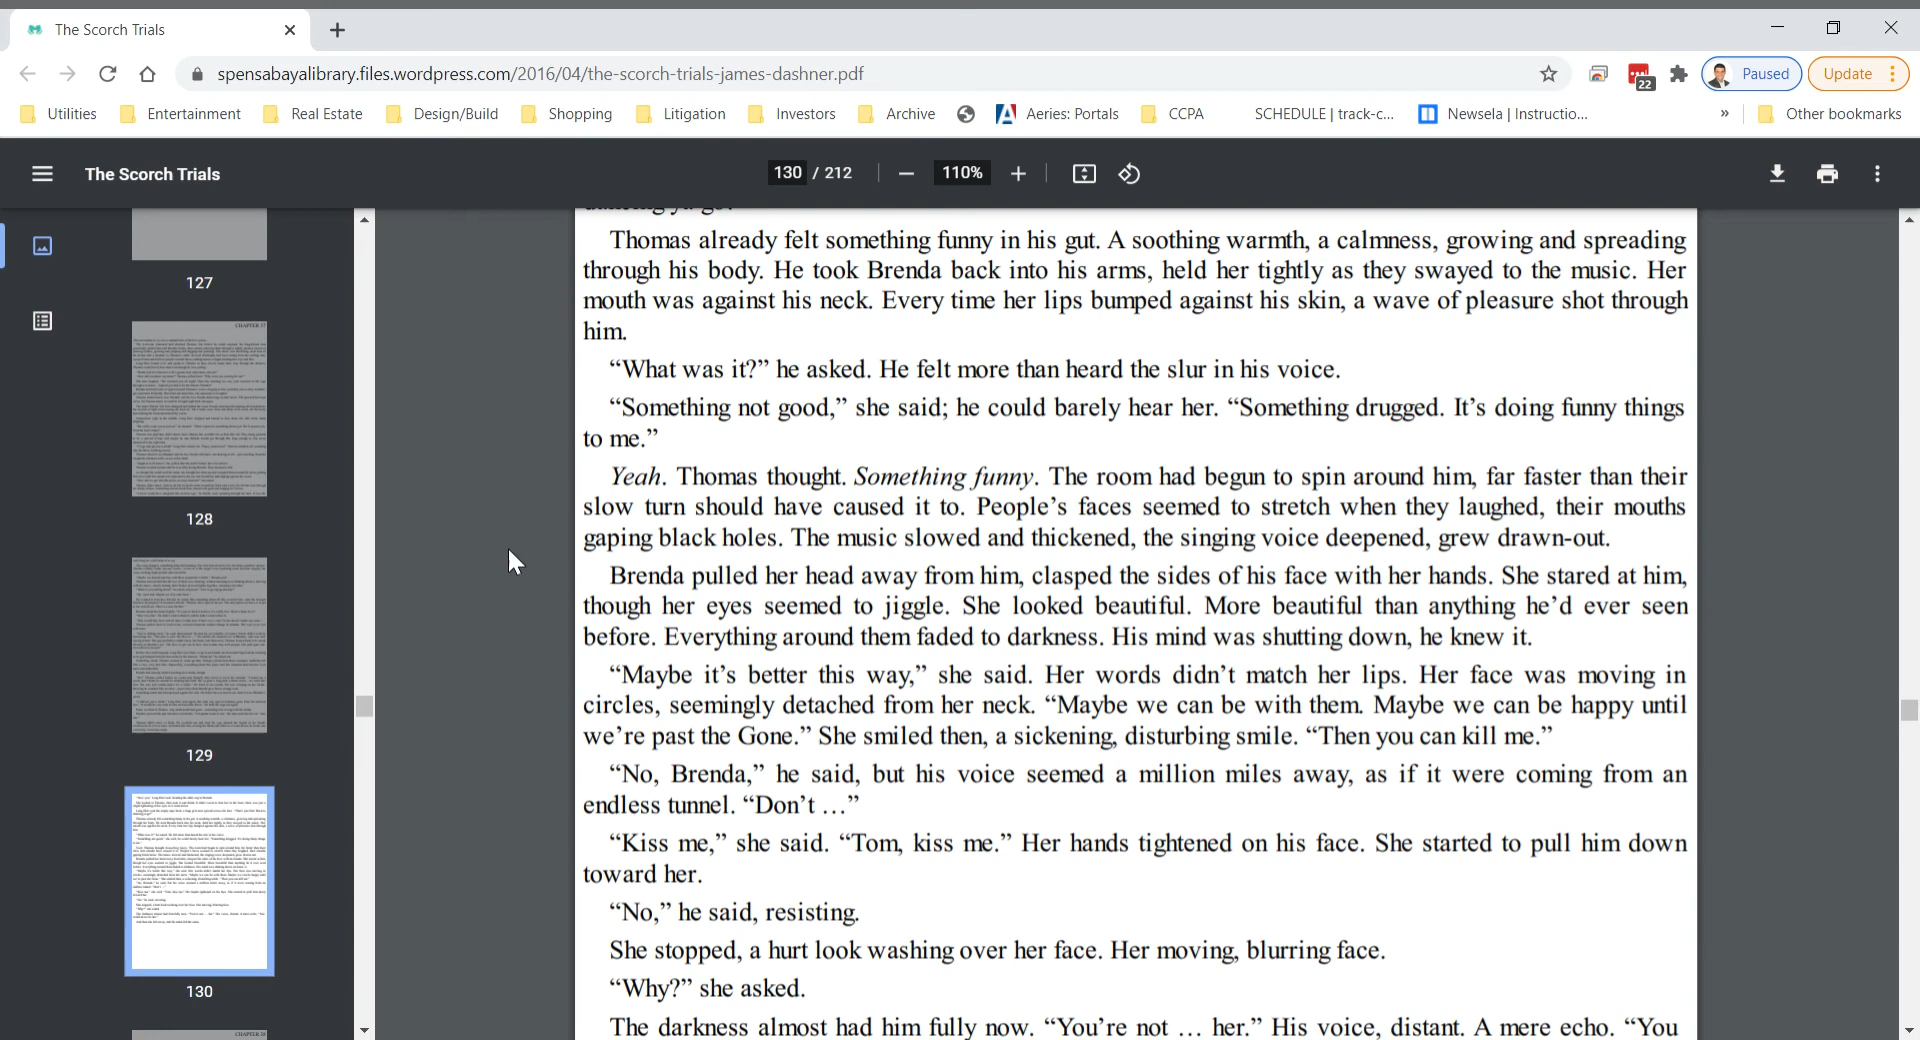 The Scorch Trials
spensabayalibrary.files.wordpress.com/2016/04/the-scorch-trials-james-dashner.pdf
22
Paused
Update
Utilities
Entertainment
Real Estate
Design/Build
Shopping
Litigation
Investors
Archive
Aeries: Portals
CCPA
SCHEDULE | track-c...
Newsela | Instructio...
»
Other bookmarks
The Scorch Trials
130 / 212
110%
127
CHAPTER 37
128
129
130
Thomas already felt something funny in his gut. A soothing warmth, a calmness, growing and spreading
through his body. He took Brenda back into his arms, held her tightly as they swayed to the music. Her
mouth was against his neck. Every time her lips bumped against his skin, a wave of pleasure shot through
him.
“What was it?” he asked. He felt more than heard the slur in his voice.
“Something not good,” she said; he could barely hear her. “Something drugged. It’s doing funny things
to me.”
Yeah. Thomas thought. Something funny. The room had begun to spin around him, far faster than their
slow turn should have caused it to. People’s faces seemed to stretch when they laughed, their mouths
gaping black holes. The music slowed and thickened, the singing voice deepened, grew drawn-out.
Brenda pulled her head away from him, clasped the sides of his face with her hands. She stared at him,
though her eyes seemed to jiggle. She looked beautiful. More beautiful than anything he’d ever seen
before. Everything around them faded to darkness. His mind was shutting down, he knew it.
“Maybe it’s better this way,” she said. Her words didn’t match her lips. Her face was moving in
circles, seemingly detached from her neck. “Maybe we can be with them. Maybe we can be happy until
we’re past the Gone.” She smiled then, a sickening, disturbing smile. “Then you can kill me.”
“No, Brenda,” he said, but his voice seemed a million miles away, as if it were coming from an
endless tunnel. “Don’t …”
“Kiss me,” she said. “Tom, kiss me.” Her hands tightened on his face. She started to pull him down
toward her.
“No,” he said, resisting.
She stopped, a hurt look washing over her face. Her moving, blurring face.
“Why?” she asked.
The darkness almost had him fully now. “You’re not … her.” His voice, distant. A mere echo. “You